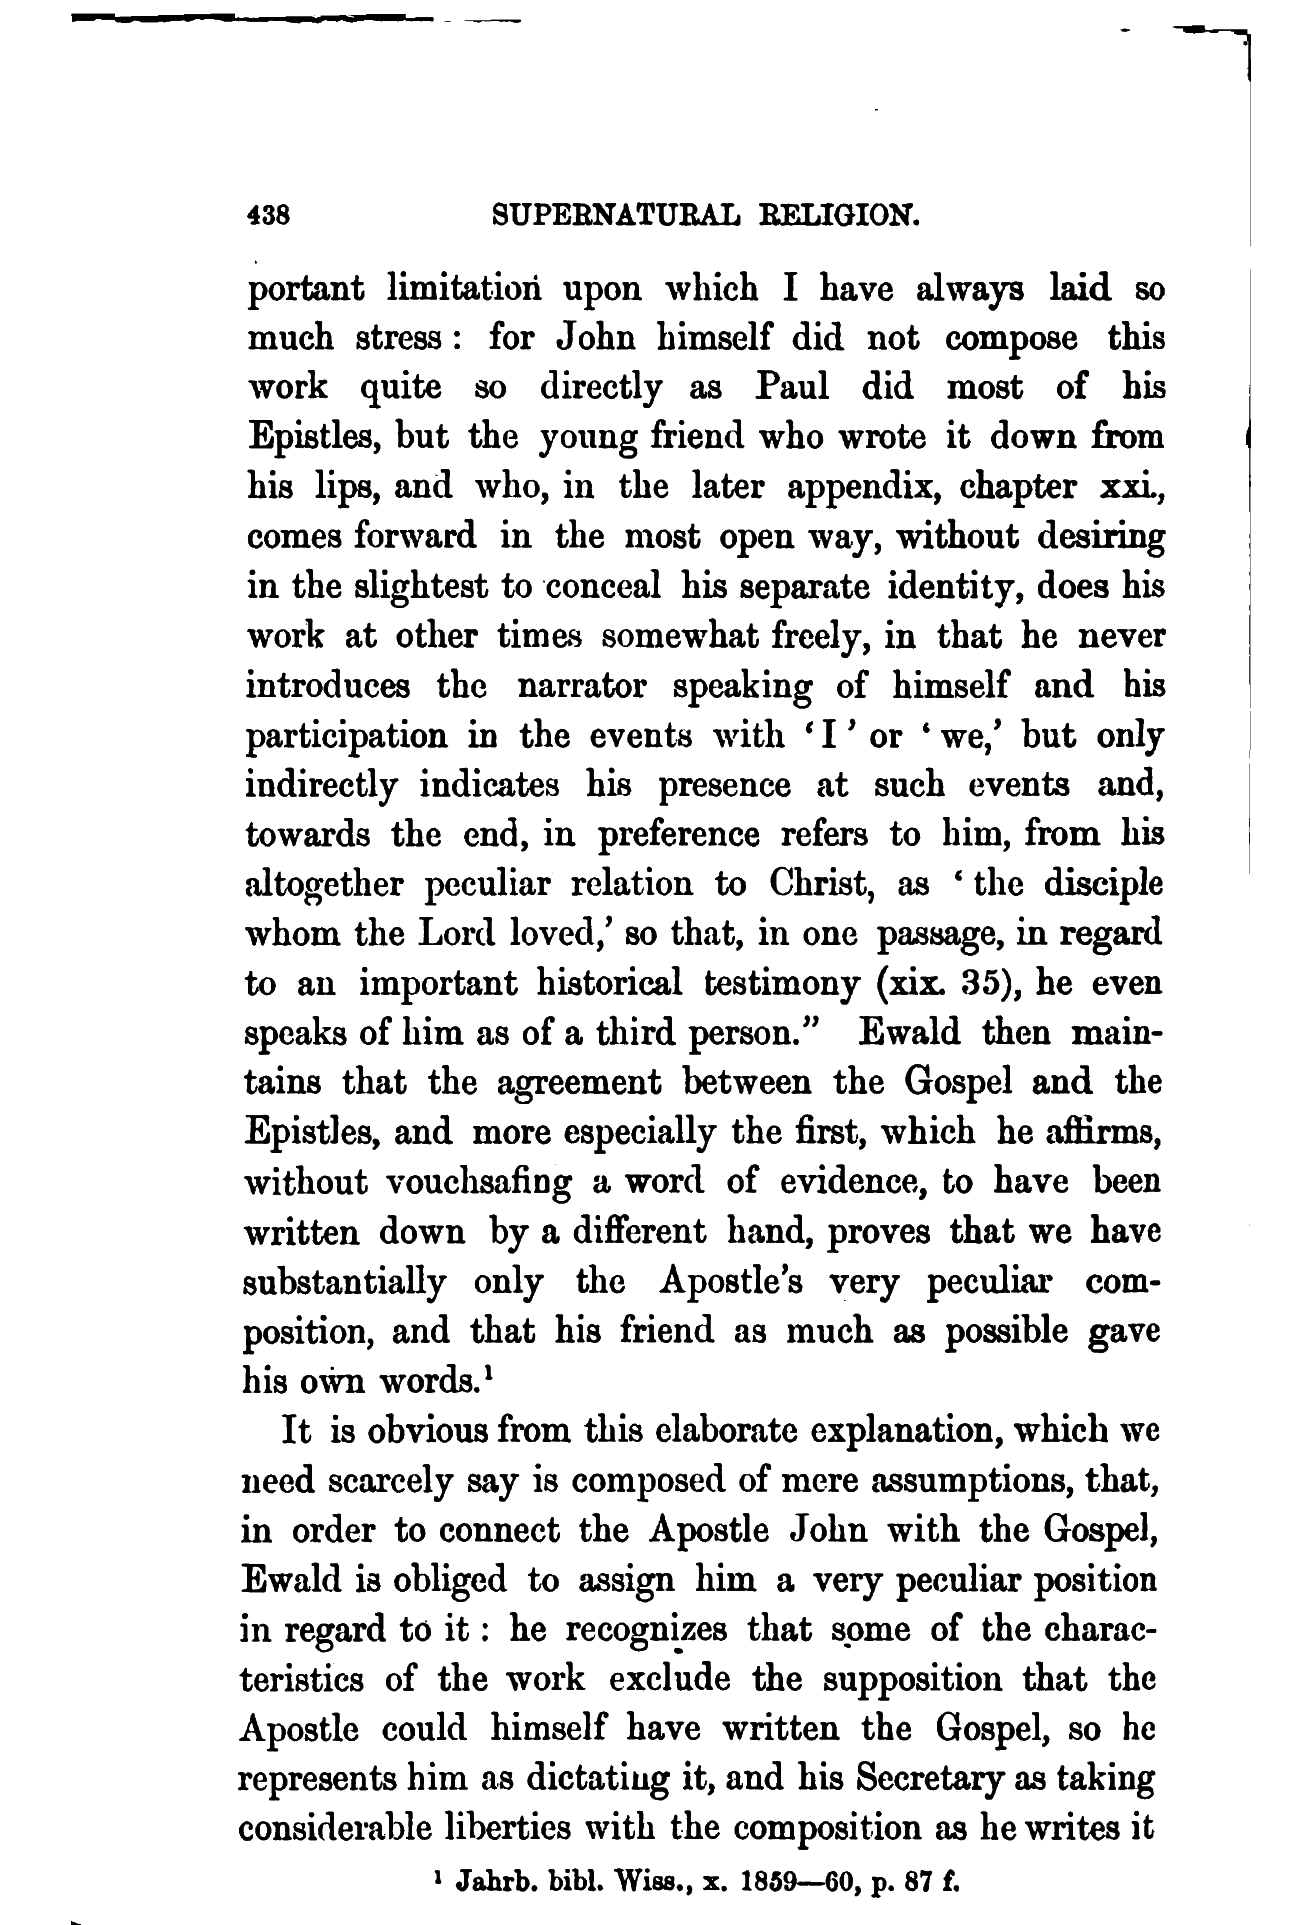 438 SUPERNATURAL RELIGION.
portant limitation upon which I have always laid so
much stress : for John himself did not compose this
work quite so directly as Paul did most of his
Epistles, but the young friend who wrote it down from
his lips, and who, in the later appendix, chapter xxi.,
comes forward in the most open way, without desiring
in the slightest to conceal his separate identity, does his
work at other times somewhat freely, in that he never
introduces the narrator speaking of himself and his
participation in the events with ‘I’ or ‘we,’ but only
indirectly indicates his presence at such events and,
towards the end, in preference refers to him, from his
altogether peculiar relation to Christ, as ‘the disciple
whom the Lord loved,’ so that, in one passage, in regard
to an important historical testimony (xix. 35), he even
speaks of him as of a third person.” Ewald then main-
tains that the agreement between the Gospel and the
Epistles, and more especially the first, which he affirms,
without vouchsafing a word of evidence, to have been
written down by a different hand, proves that we have
substantially only the Apostle’s very peculiar com-
position, and that his friend as much as possible gave
his own words.¹
It is obvious from this elaborate explanation, which we
need scarcely say is composed of mere assumptions, that,
in order to connect the Apostle John with the Gospel,
Ewald is obliged to assign him a very peculiar position
in regard to it : he recognizes that some of the charac-
teristics of the work exclude the supposition that the
Apostle could himself have written the Gospel, so he
represents him as dictating it, and his Secretary as taking
considerable liberties with the composition as he writes it
¹ Jahrb. bibl. Wiss., x. 1859—60, p. 87 f.